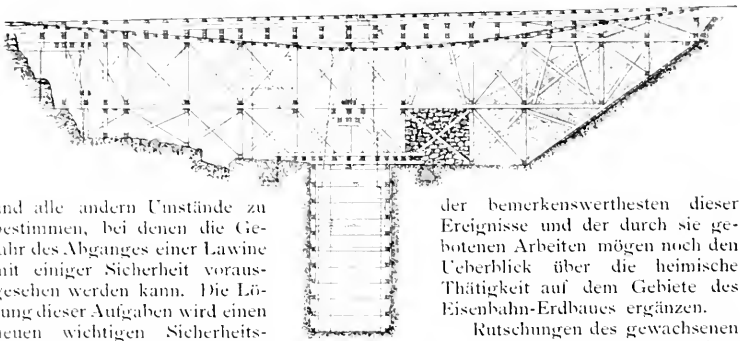 und alle andern Umstände zu
bestimmen, bei denen die Ge-
fahr des Abganges einer Lawine
mit einiger Sicherheit voraus-
gesehen werden kann. Die Lö-
sung dieser Aufgaben wird einen
neuen wichtigen Sicherheits-
der bemerkenswerthesten dieser
Ereignisse und der durch sie ge-
botenen Arbeiten mögen noch den
Ueberblick über die heimische
Thätigkeit auf dem Gebiete des
Eisenbahn-Erdbaues ergänzen.
Rutschungen des gewachsenen